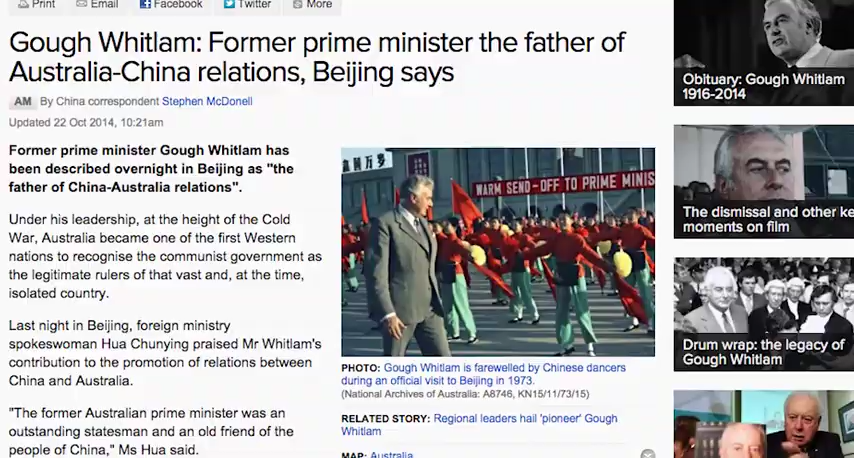 Print Email Facebook Twitter More
Gough Whitlam: Former prime minister the father of
Australia-China relations, Beijing says
AM By China correspondent Stephen McDonell
Updated 22 Oct 2014, 10:21am
Former prime minister Gough Whitlam has
been described overnight in Beijing as "the
father of China-Australia relations".
Under his leadership, at the height of the Cold
War, Australia became one of the first Western
nations to recognise the communist government as
the legitimate rulers of that vast and, at the time,
isolated country.
Last night in Beijing, foreign ministry
spokeswoman Hua Chunying praised Mr Whitlam's
contribution to the promotion of relations between
China and Australia.
"The former Australian prime minister was an
outstanding statesman and an old friend of the
people of China," Ms Hua said.
WARM SEND-OFF TO PRIME MINIS
PHOTO: Gough Whitlam is farewelled by Chinese dancers
during an official visit to Beijing in 1973.
(National Archives of Australia: A8746, KN15/11/73/15)
RELATED STORY: Regional leaders hail 'pioneer' Gough
Whitlam
MAP: Australia
Obituary: Gough Whitlam
1916-2014
The dismissal and other ke
moments on film
Drum wrap: the legacy of
Gough Whitlam